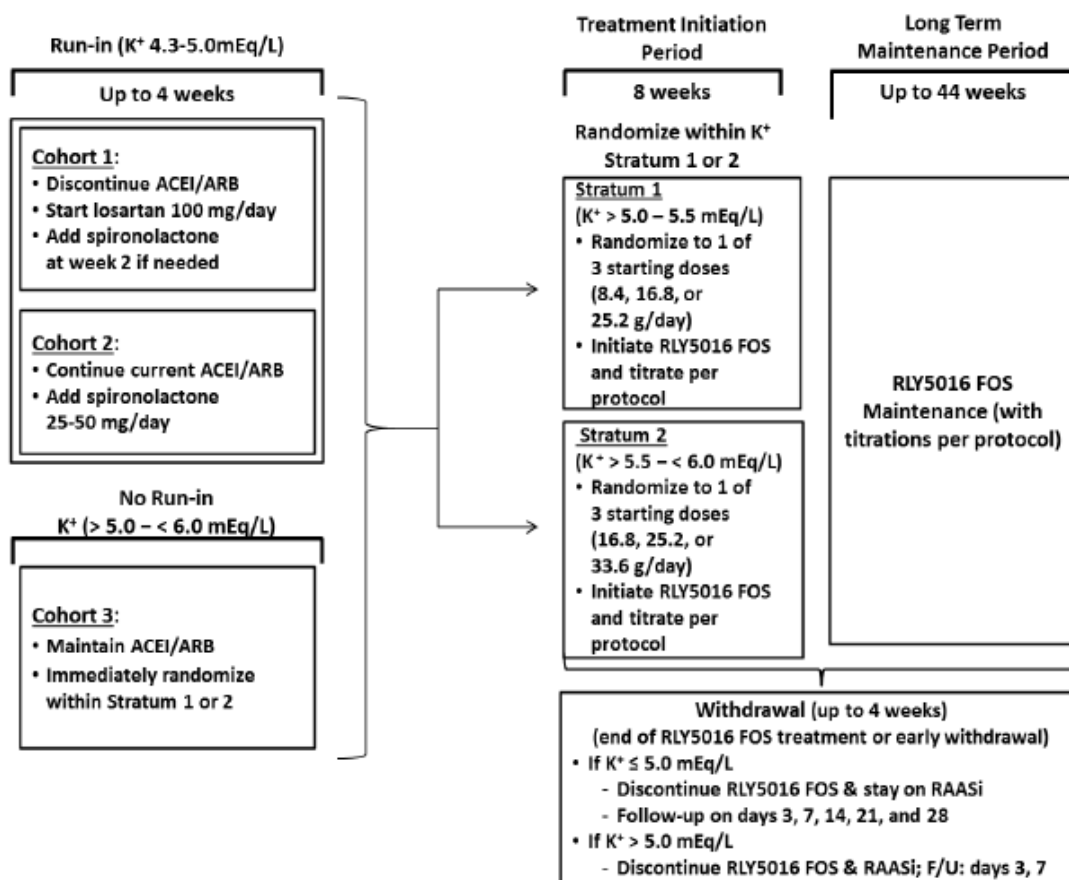 Run-in (K⁺ 4.3-5.0mEq/L)
Up to 4 weeks
Cohort 1:
• Discontinue ACEI/ARB
• Start losartan 100 mg/day
• Add spironolactone
at week 2 if needed
Cohort 2:
• Continue current ACEI/ARB
• Add spironolactone
25-50 mg/day
No Run-in
K⁺ (> 5.0 – < 6.0 mEq/L)
Cohort 3:
• Maintain ACEI/ARB
• Immediately randomize
within Stratum 1 or 2
Treatment Initiation
Period
8 weeks
Randomize within K⁺
Stratum 1 or 2
Stratum 1
(K⁺ > 5.0 – 5.5 mEq/L)
• Randomize to 1 of
3 starting doses
(8.4, 16.8, or
25.2 g/day)
• Initiate RLY5016 FOS
and titrate per
protocol
Stratum 2
(K⁺ > 5.5 – < 6.0 mEq/L)
• Randomize to 1 of
3 starting doses
(16.8, 25.2, or
33.6 g/day)
• Initiate RLY5016 FOS
and titrate per
protocol
Long Term
Maintenance Period
Up to 44 weeks
RLY5016 FOS
Maintenance (with
titrations per protocol)
Withdrawal (up to 4 weeks)
(end of RLY5016 FOS treatment or early withdrawal)
• If K⁺ ≤ 5.0 mEq/L
- Discontinue RLY5016 FOS & stay on RAASi
- Follow-up on days 3, 7, 14, 21, and 28
• If K⁺ > 5.0 mEq/L
- Discontinue RLY5016 FOS & RAASi; F/U: days 3, 7